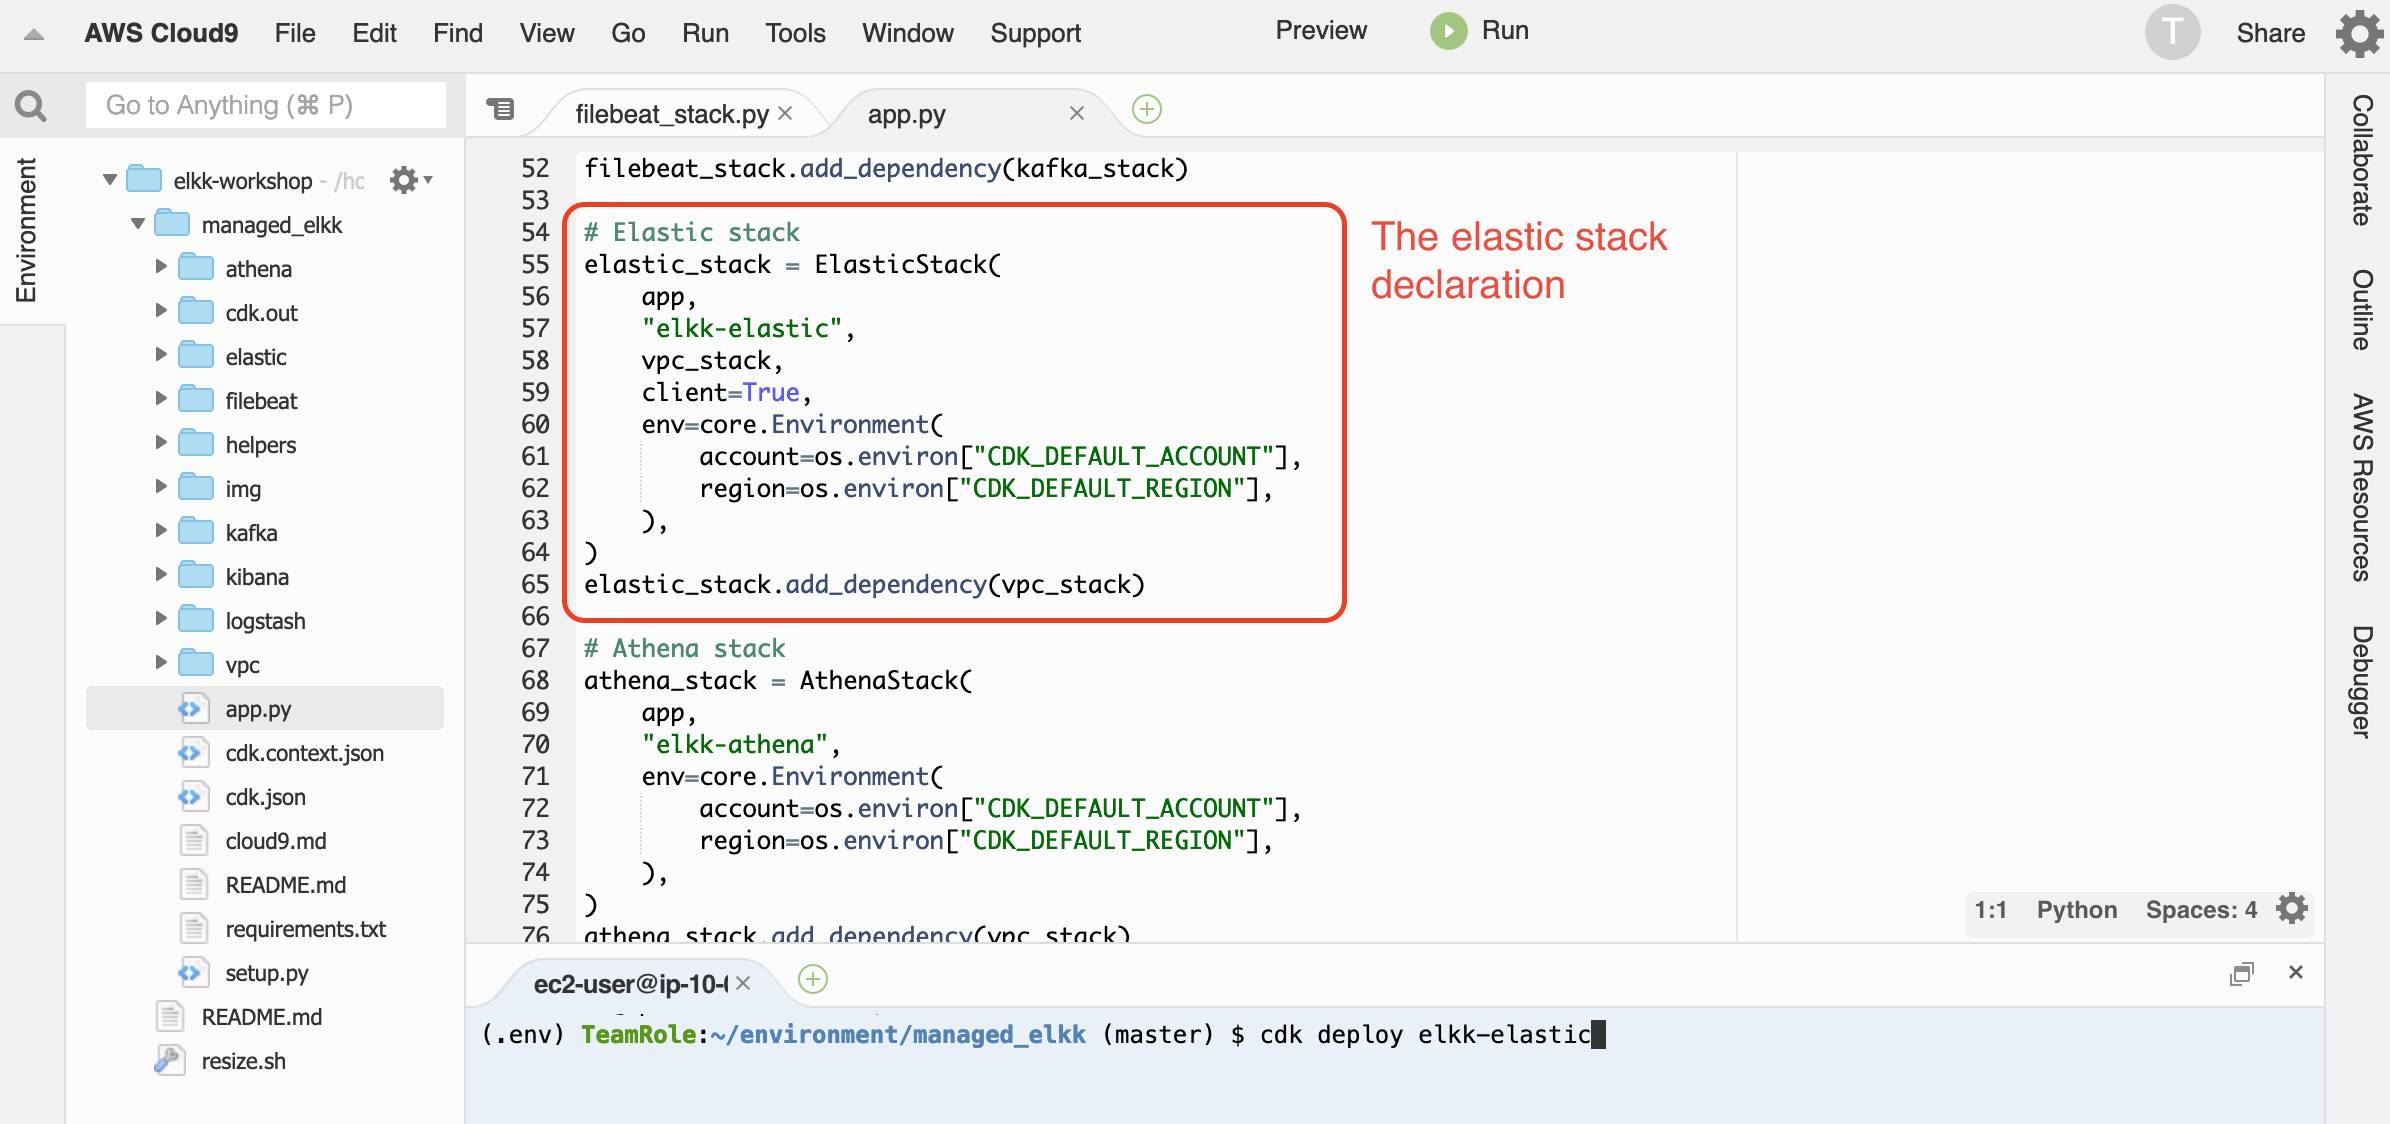 AWS Cloud9 File Edit Find View Go Run Tools Window Support Preview Run T Share
Go to Anything (⌘ P)
filebeat_stack.py
app.py
Environment
elkk-workshop - /ho
managed_elkk
athena
cdk.out
elastic
filebeat
helpers
img
kafka
kibana
logstash
vpc
app.py
cdk.context.json
cdk.json
cloud9.md
README.md
requirements.txt
setup.py
README.md
resize.sh
52 filebeat_stack.add_dependency(kafka_stack)
53
54 # Elastic stack
55 elastic_stack = ElasticStack(
56     app,
57     "elkk-elastic",
58     vpc_stack,
59     client=True,
60     env=core.Environment(
61         account=os.environ["CDK_DEFAULT_ACCOUNT"],
62         region=os.environ["CDK_DEFAULT_REGION"],
63     ),
64 )
65 elastic_stack.add_dependency(vpc_stack)
66
67 # Athena stack
68 athena_stack = AthenaStack(
69     app,
70     "elkk-athena",
71     env=core.Environment(
72         account=os.environ["CDK_DEFAULT_ACCOUNT"],
73         region=os.environ["CDK_DEFAULT_REGION"],
74     ),
75 )
76 athena_stack.add_dependency(vpc_stack)
The elastic stack
declaration
1:1 Python Spaces: 4
ec2-user@ip-10-
(.env) TeamRole:~/environment/managed_elkk (master) $ cdk deploy elkk-elastic
Collaborate
Outline
AWS Resources
Debugger